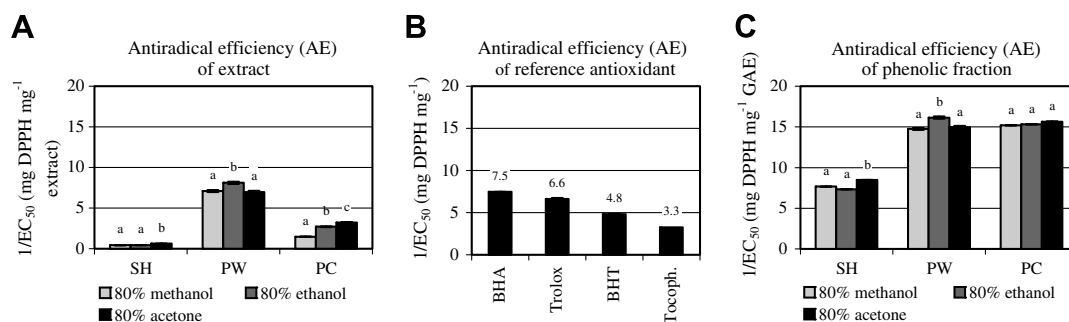 A
Antiradical efficiency (AE)
of extract
1/EC50 (mg DPPH mg-1
extract)
20
15
10
5
0
a a b
a b a
a b c
SH PW PC
80% methanol 80% ethanol
80% acetone
B
Antiradical efficiency (AE)
of reference antioxidant
1/EC50 (mg DPPH mg-1)
20
15
10
5
0
7.5 6.6 4.8 3.3
BHA Trolox BHT Tocoph.
C
Antiradical efficiency (AE)
of phenolic fraction
1/EC50 (mg DPPH mg-1 GAE)
20
15
10
5
0
a a b
a b a
a a a
SH PW PC
80% methanol 80% ethanol
80% acetone